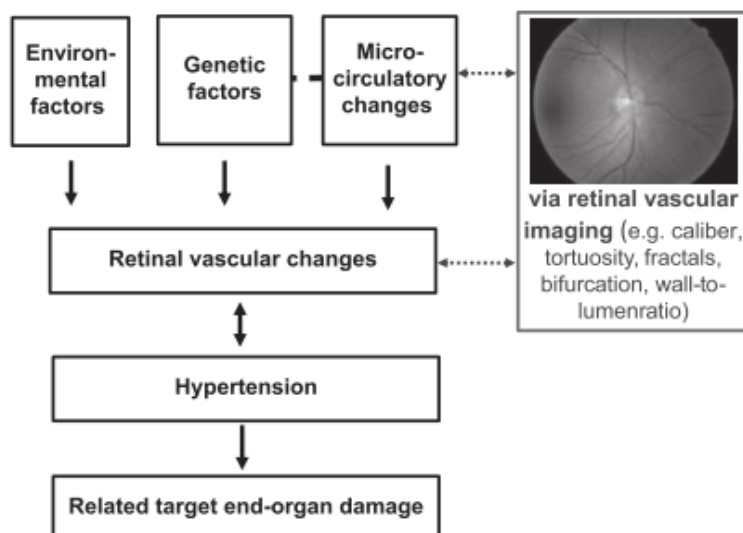 Environ-
mental
factors
Genetic
factors
Micro-
circulatory
changes
via retinal vascular
imaging (e.g. caliber,
tortuosity, fractals,
bifurcation, wall-to-
lumenratio)
Retinal vascular changes
Hypertension
Related target end-organ damage